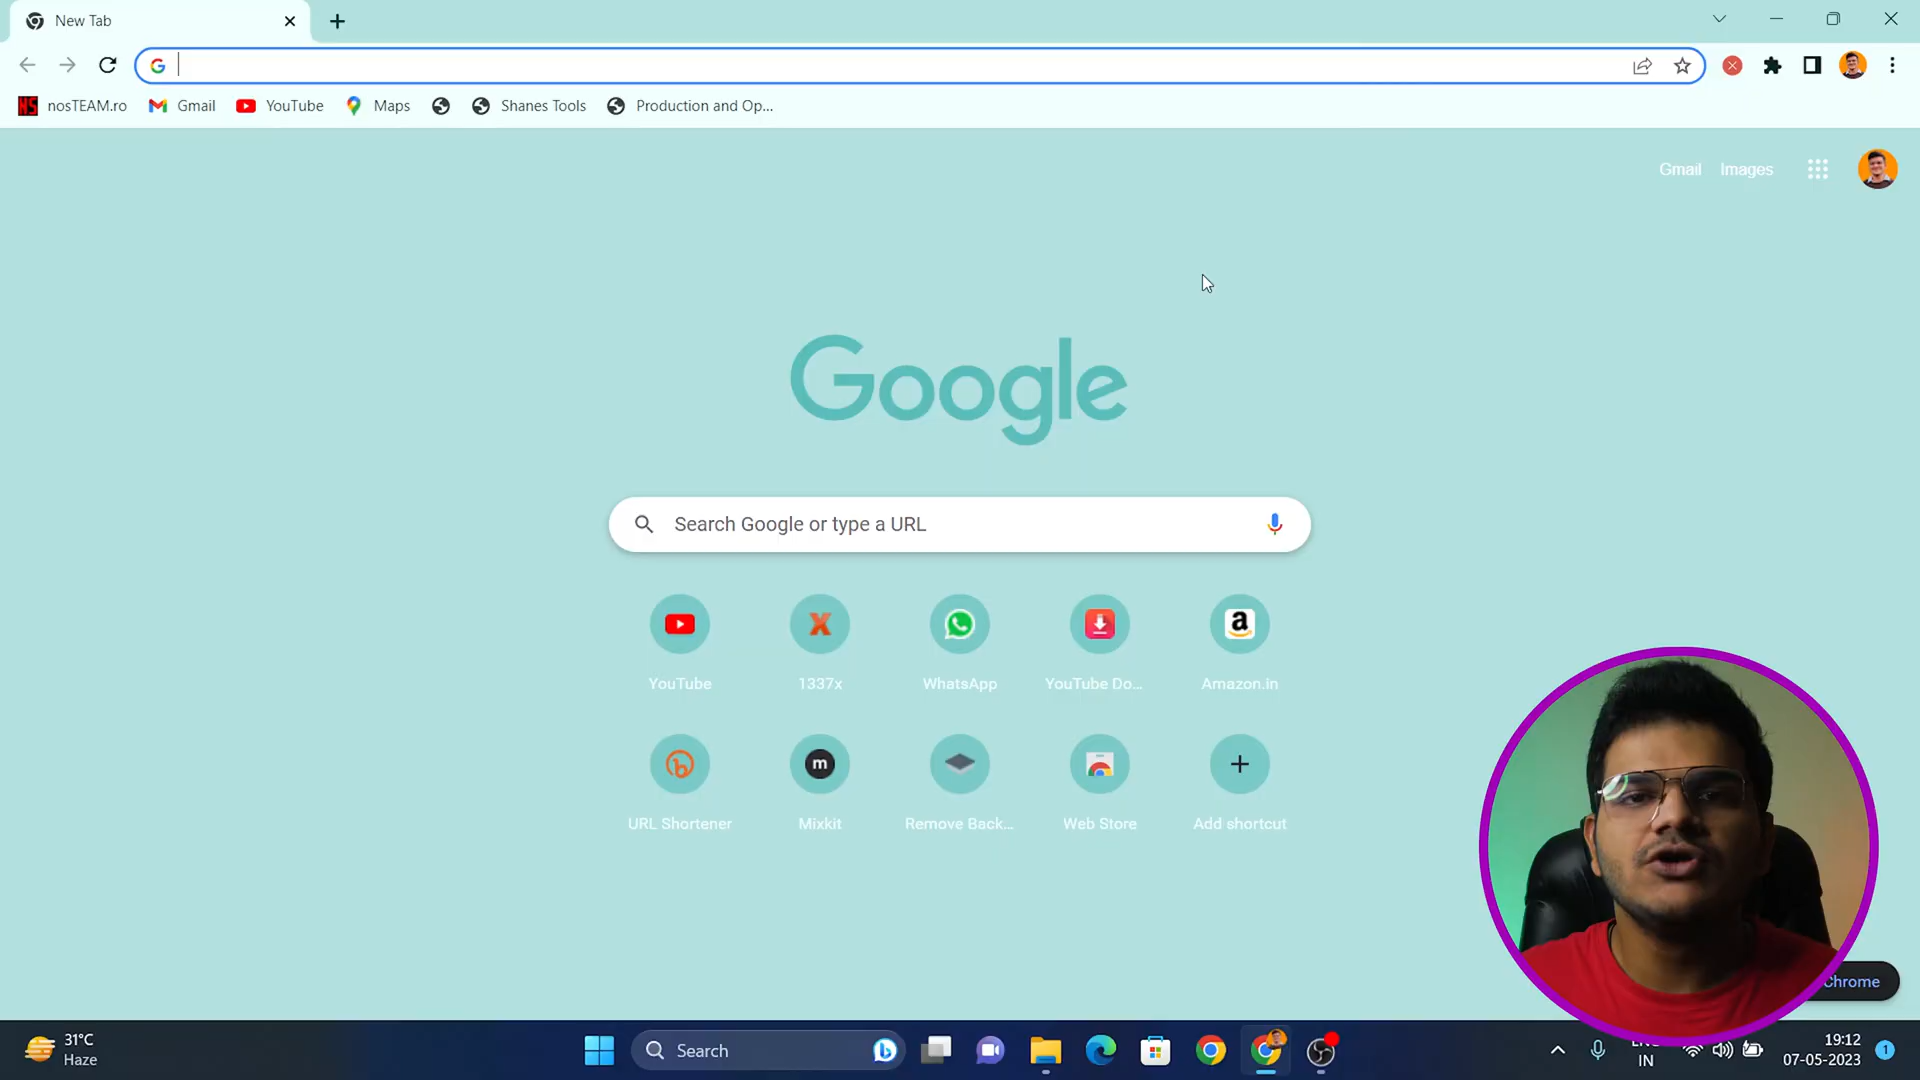 New Tab
nosTEAM.ro Gmail YouTube Maps Shanes Tools Production and Op...
Gmail Images
Google
Search Google or type a URL
YouTube 1337x WhatsApp YouTube Do... Amazon.in
URL Shortener Mixkit Remove Back... Web Store Add shortcut
Chrome
31°C
Haze
Search
IN
19:12
07-05-2023
1